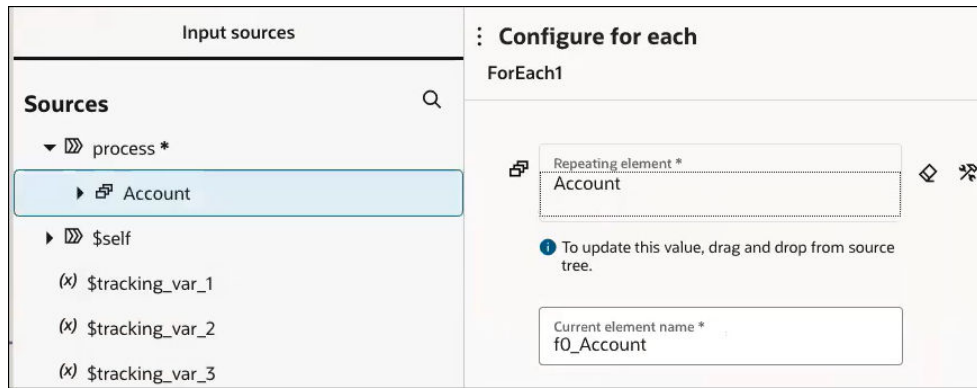 Input sources
Sources
process *
Account
$self
$tracking_var_1
$tracking_var_2
$tracking_var_3
Configure for each
ForEach1
Repeating element *
Account
To update this value, drag and drop from source
tree.
Current element name *
f0_Account